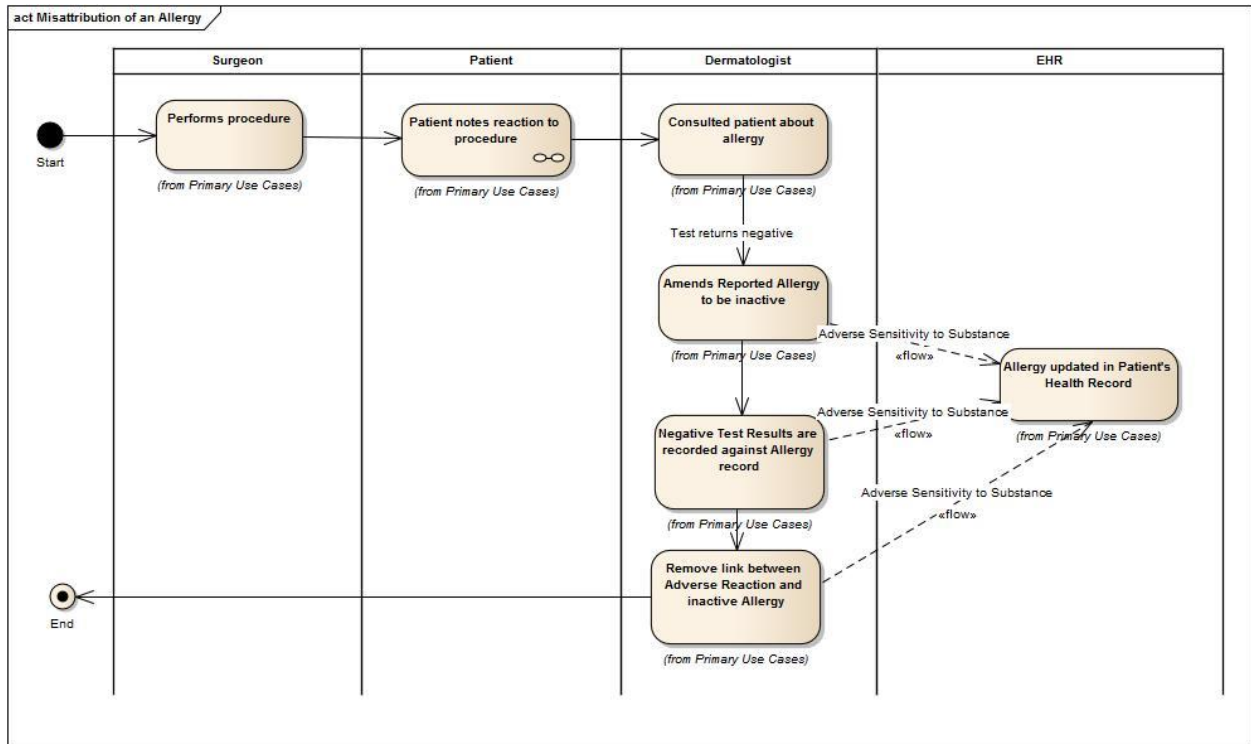 act Misattribution of an Allergy
Surgeon
Patient
Dermatologist
EHR
Start
Performs procedure
(from Primary Use Cases)
Patient notes reaction to
procedure
(from Primary Use Cases)
Consulted patient about
allergy
(from Primary Use Cases)
Test returns negative
Amends Reported Allergy
to be inactive
(from Primary Use Cases)
Adverse Sensitivity to Substance
«flow»
Allergy updated in Patient's
Health Record
(from Primary Use Cases)
Adverse Sensitivity to Substance
«flow»
Negative Test Results are
recorded against Allergy
record
(from Primary Use Cases)
Adverse Sensitivity to Substance
«flow»
Remove link between
Adverse Reaction and
inactive Allergy
(from Primary Use Cases)
End